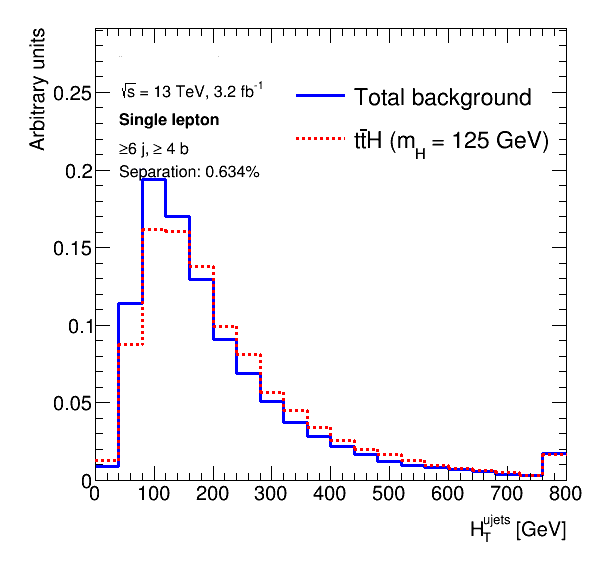 Arbitrary units
√s = 13 TeV, 3.2 fb⁻¹
Single lepton
≥6 j, ≥ 4 b
Separation: 0.634%
Total background
tt̄H (m_H = 125 GeV)
0.25
0.2
0.15
0.1
0.05
0
0 100 200 300 400 500 600 700 800
H_T^ujets [GeV]